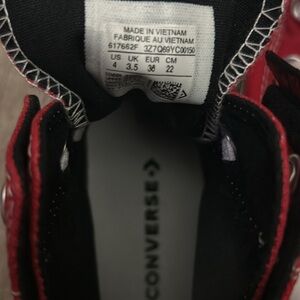 MADE IN VIETNAM
FABRIQUE AU VIETNAM
617662F 3Z7Q69YC00150
US UK EUR CM
4 3.5 36 22
CONVERSE